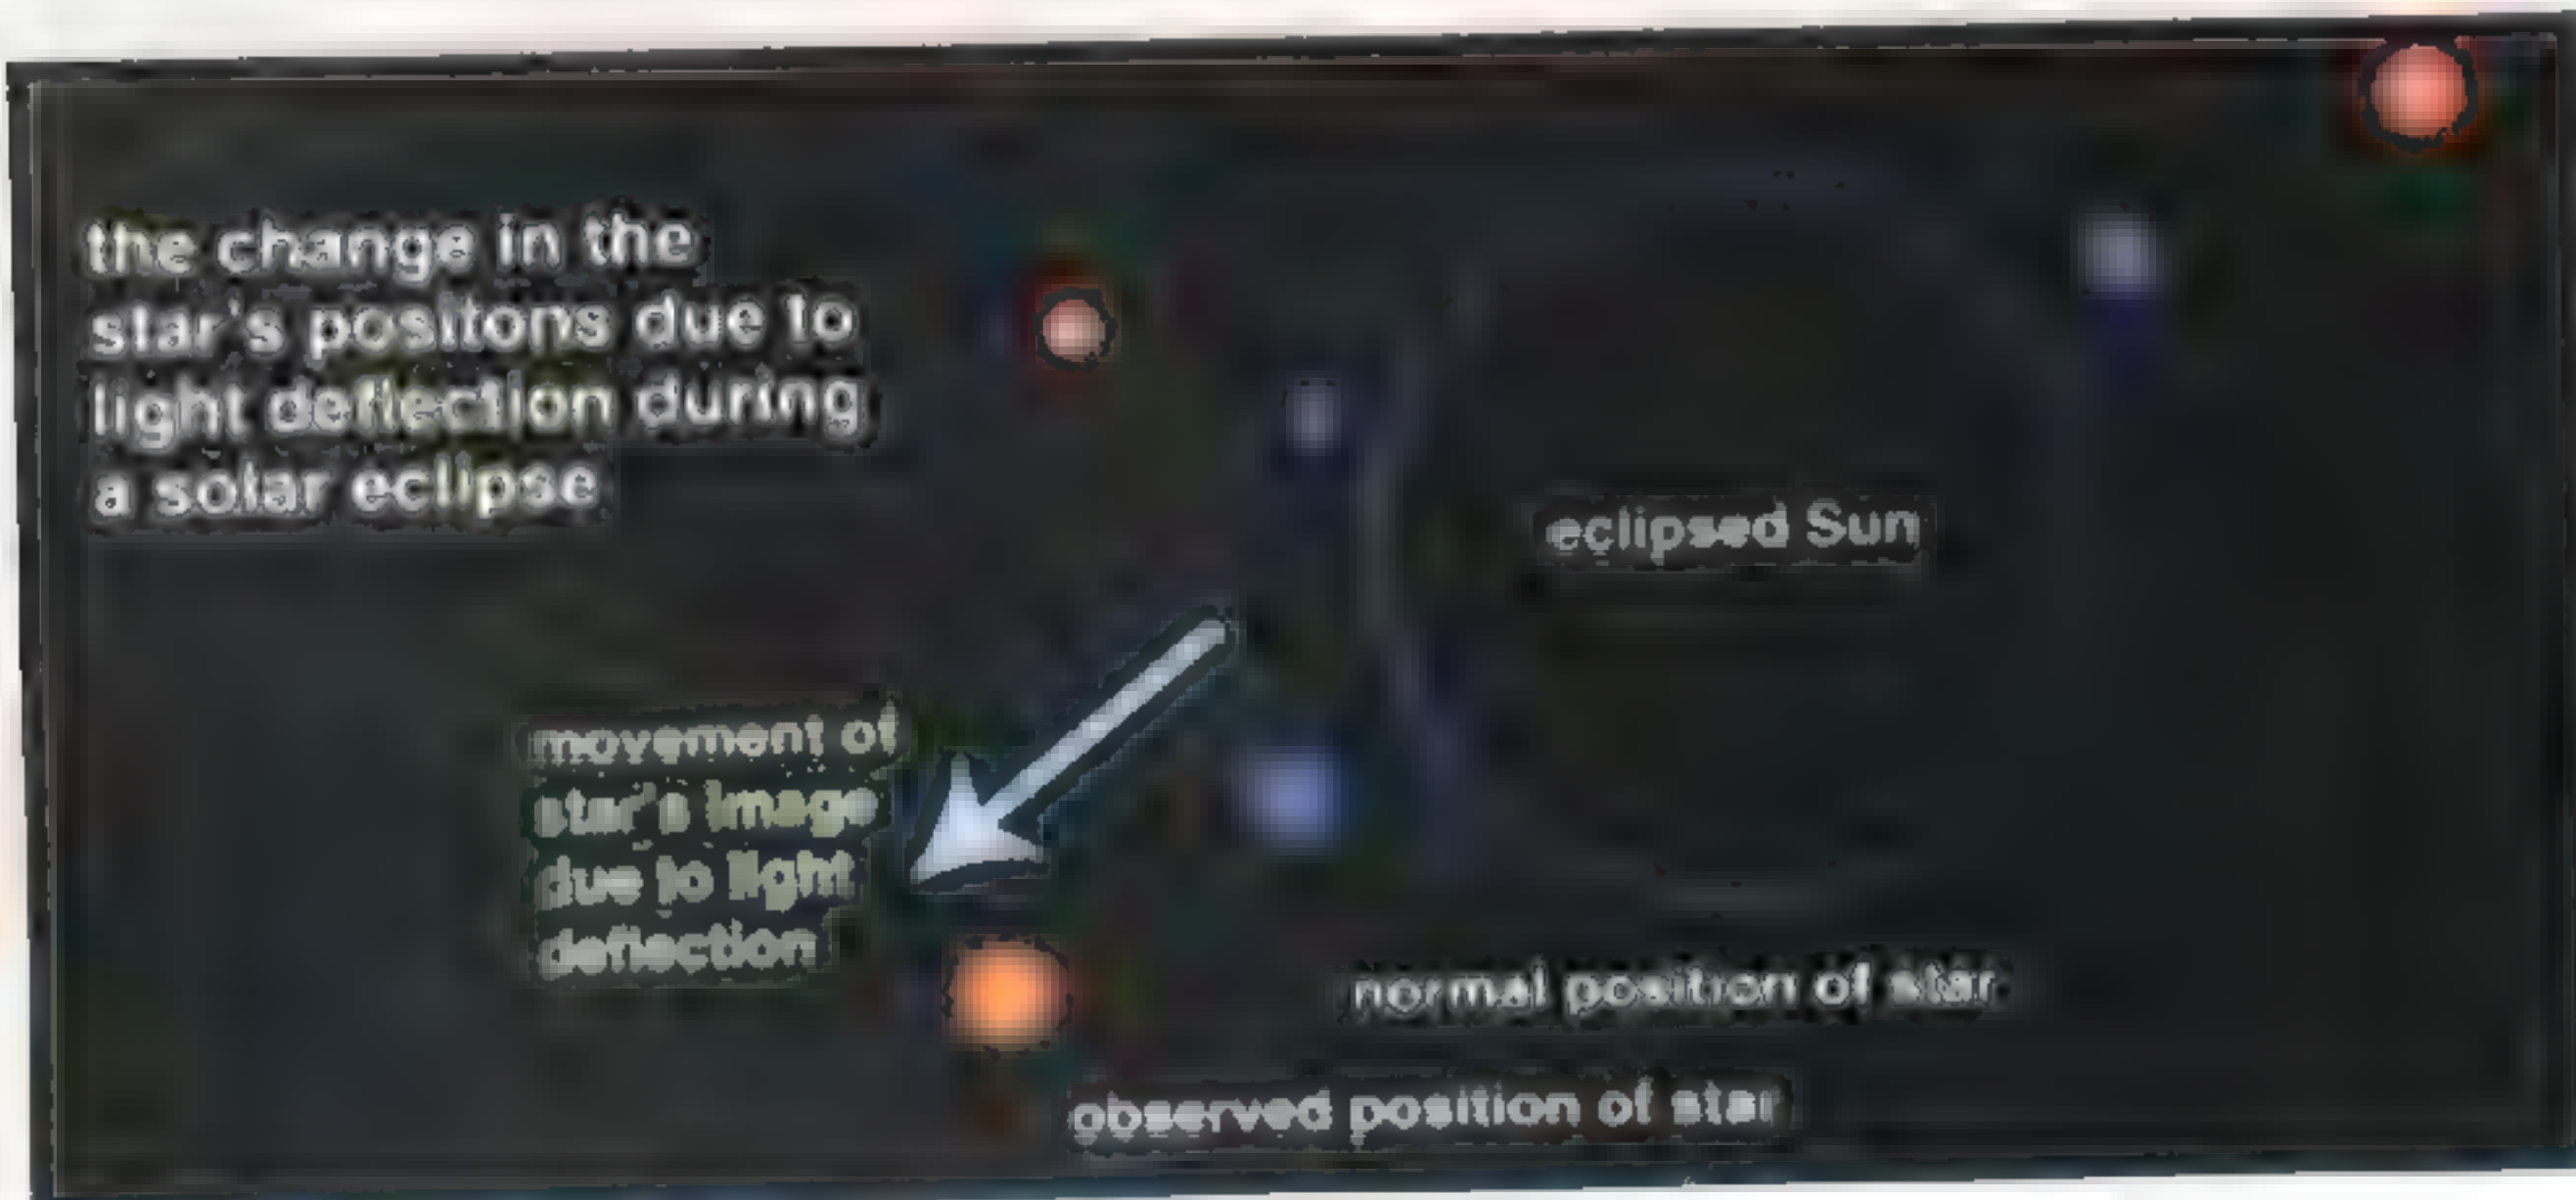 the change in the
star's positons due to
light deflection during
a solar eclipse
eclipsed Sun
movement of
star's image
due to light
deflection
normal position of star
observed position of star